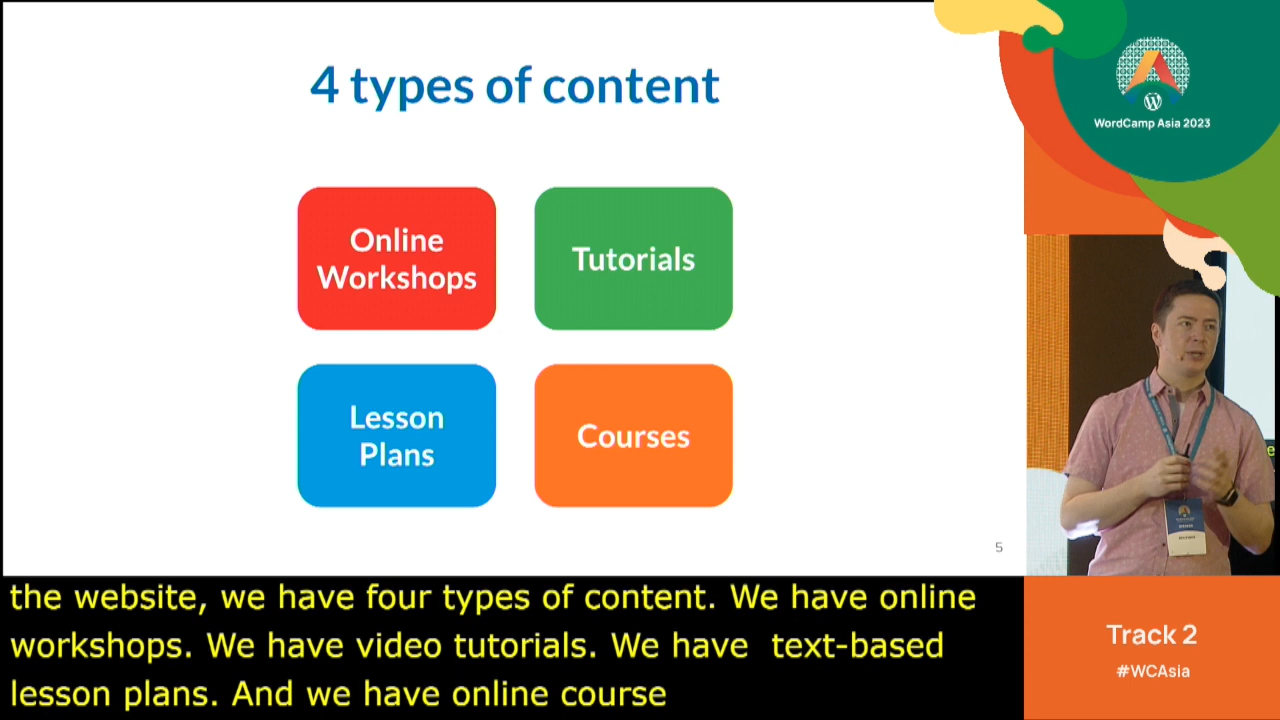 4 types of content
Online
Workshops
Tutorials
Lesson
Plans
Courses
5
WordCamp Asia 2023
the website, we have four types of content. We have online
workshops. We have video tutorials. We have  text-based
lesson plans. And we have online course
Track 2
#WCAsia